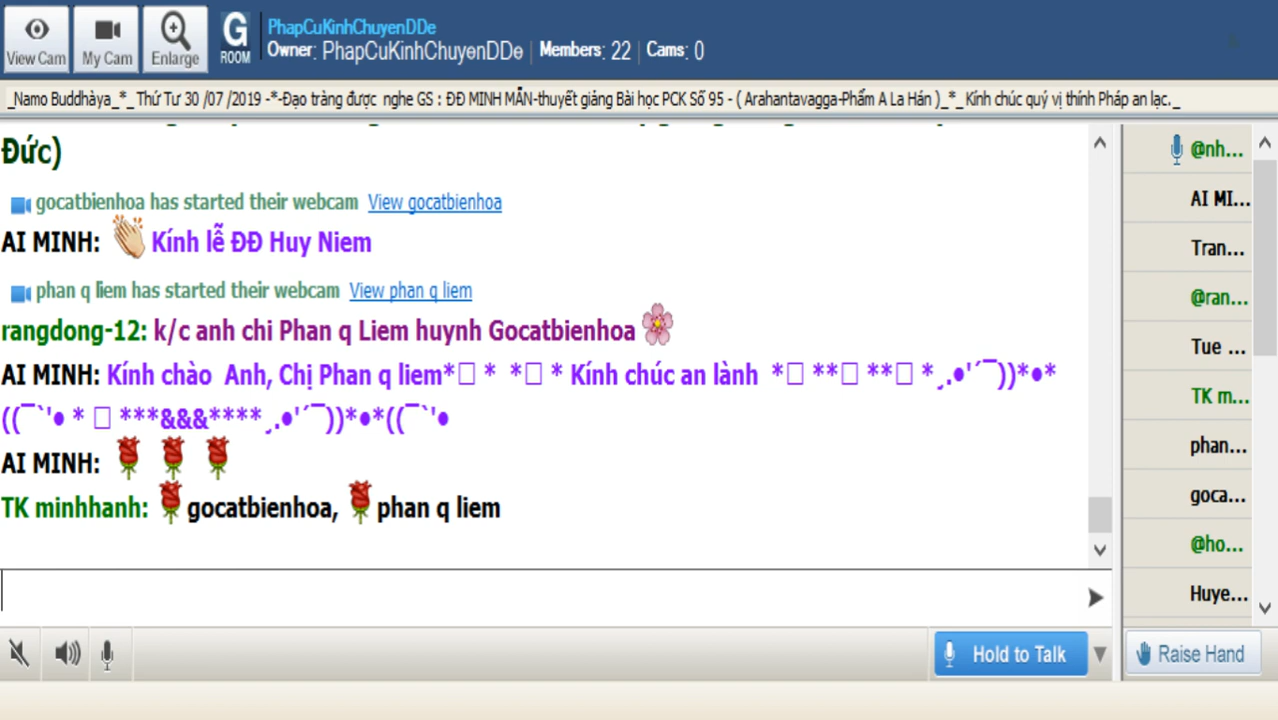 View Cam
My Cam
Enlarge
G
ROOM
PhapCuKinhChuyenDDe
Owner: PhapCuKinhChuyenDDe | Members: 22 | Cams: 0
_Namo Buddhàya_*_ Thứ Tư 30 /07 /2019 -*-Đạo tràng được nghe GS : ĐĐ MINH MẪN-thuyết giảng Bài học PCK Số 95 - ( Arahantavagga-Phẩm A La Hán )_*_ Kính chúc quý vị thính Pháp an lạc._
Đức)
gocatbienhoa has started their webcam View gocatbienhoa
AI MINH: Kính lễ ĐĐ Huy Niem
phan q liem has started their webcam View phan q liem
rangdong-12: k/c anh chi Phan q Liem huynh Gocatbienhoa
AI MINH: Kính chào Anh, Chị Phan q liem*□ * *□ * Kính chúc an lành *□ **□ **□ *¸.•'´¯))*•*
((¯`'• * □ ***&&&****¸.•'´¯))*•*((¯`'•
AI MINH:
TK minhhanh: gocatbienhoa, phan q liem
@nh...
AI MI...
Tran...
@ran...
Tue ...
TK m...
phan...
goca...
@ho...
Huye...
Hold to Talk
Raise Hand